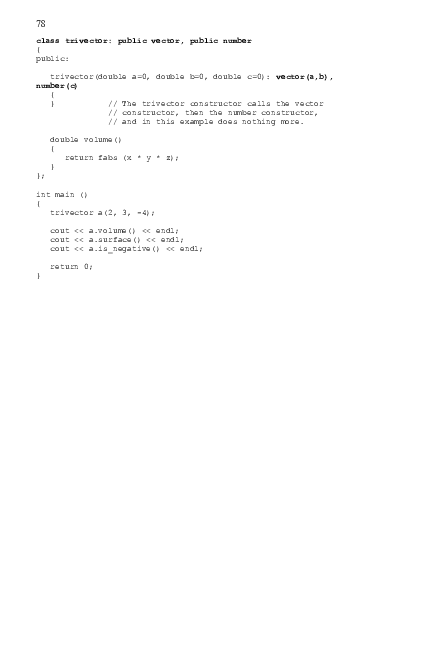 78
class trivector: public vector, public number
{
public:
trivector(double a=0, double b=0, double c=0): vector(a,b),
number(c)
{
} // The trivector constructor calls the vector
// constructor, then the number constructor,
// and in this example does nothing more.
double volume()
{
return fabs (x * y * z);
}
};
int main ()
{
trivector a(2, 3, -4);
cout << a.volume() << endl;
cout << a.surface() << endl;
cout << a.is_negative() << endl;
return 0;
}